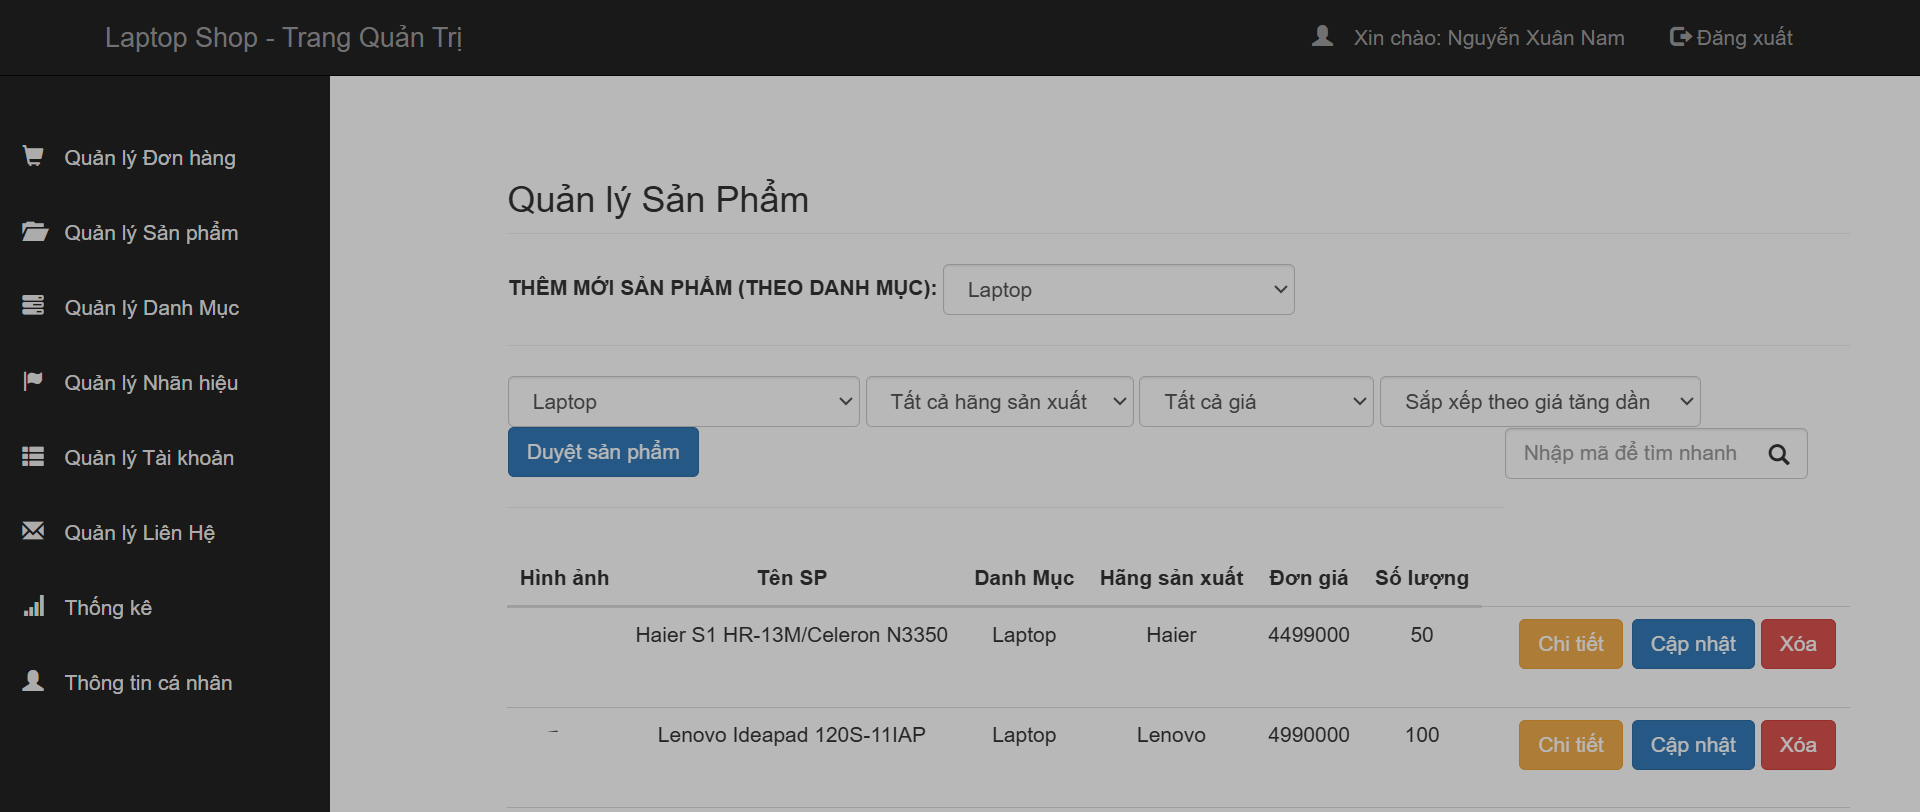 Laptop Shop - Trang Quản Trị
Xin chào: Nguyễn Xuân Nam
Đăng xuất
Quản lý Đơn hàng
Quản lý Sản phẩm
Quản lý Danh Mục
Quản lý Nhãn hiệu
Quản lý Tài khoản
Quản lý Liên Hệ
Thống kê
Thông tin cá nhân
Quản lý Sản Phẩm
THÊM MỚI SẢN PHẨM (THEO DANH MỤC): Laptop
Laptop Tất cả hãng sản xuất Tất cả giá Sắp xếp theo giá tăng dần
Duyệt sản phẩm Nhập mã để tìm nhanh
Hình ảnh Tên SP Danh Mục Hãng sản xuất Đơn giá Số lượng
Haier S1 HR-13M/Celeron N3350 Laptop Haier 4499000 50 Chi tiết Cập nhật Xóa
Lenovo Ideapad 120S-11IAP Laptop Lenovo 4990000 100 Chi tiết Cập nhật Xóa